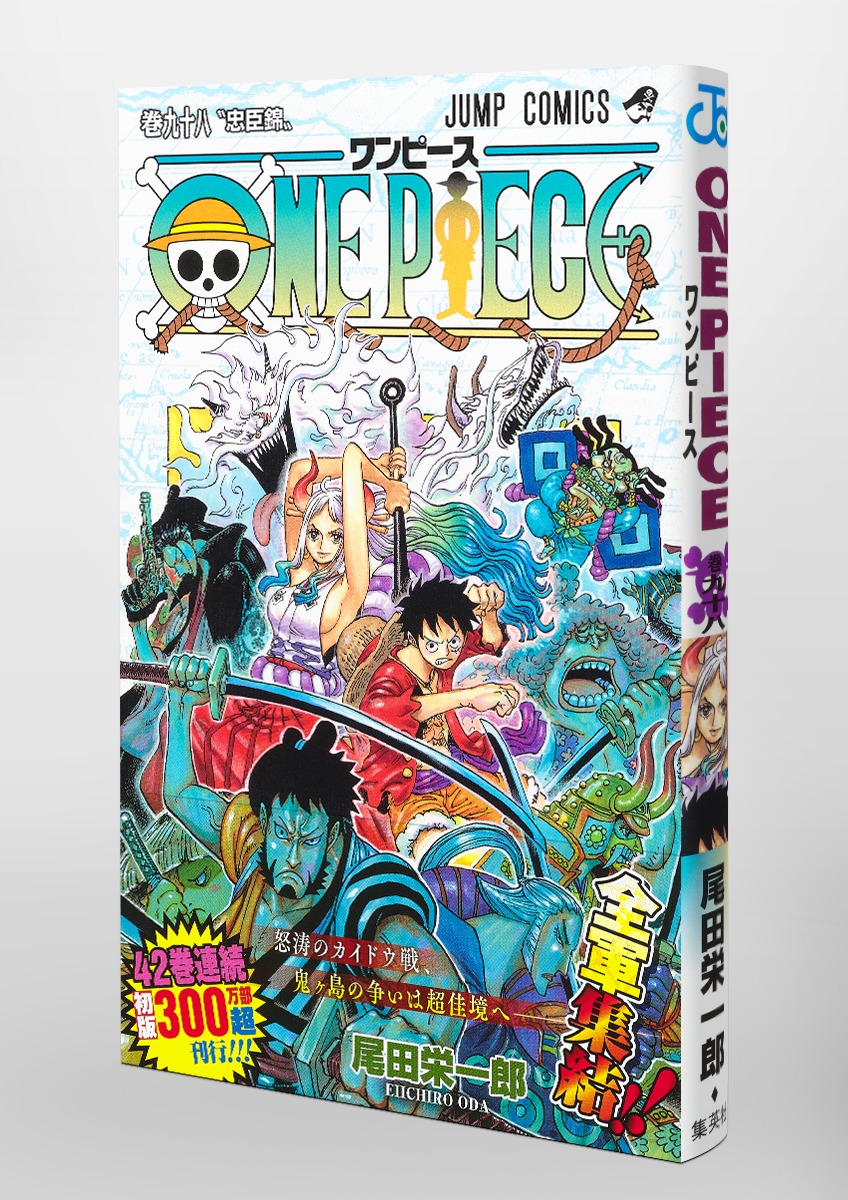 巻九十八〝忠臣錦〟
JUMP COMICS
ワンピース
ONE PIECE
怒涛のカイドウ戦、
鬼ヶ島の争いは超佳境へ――
全軍集結!!
42巻連続
初版300万部超
刊行!!!
尾田栄一郎
EIICHIRO ODA
ONE PIECE
ワンピース
巻九十八
尾田栄一郎・
集英社